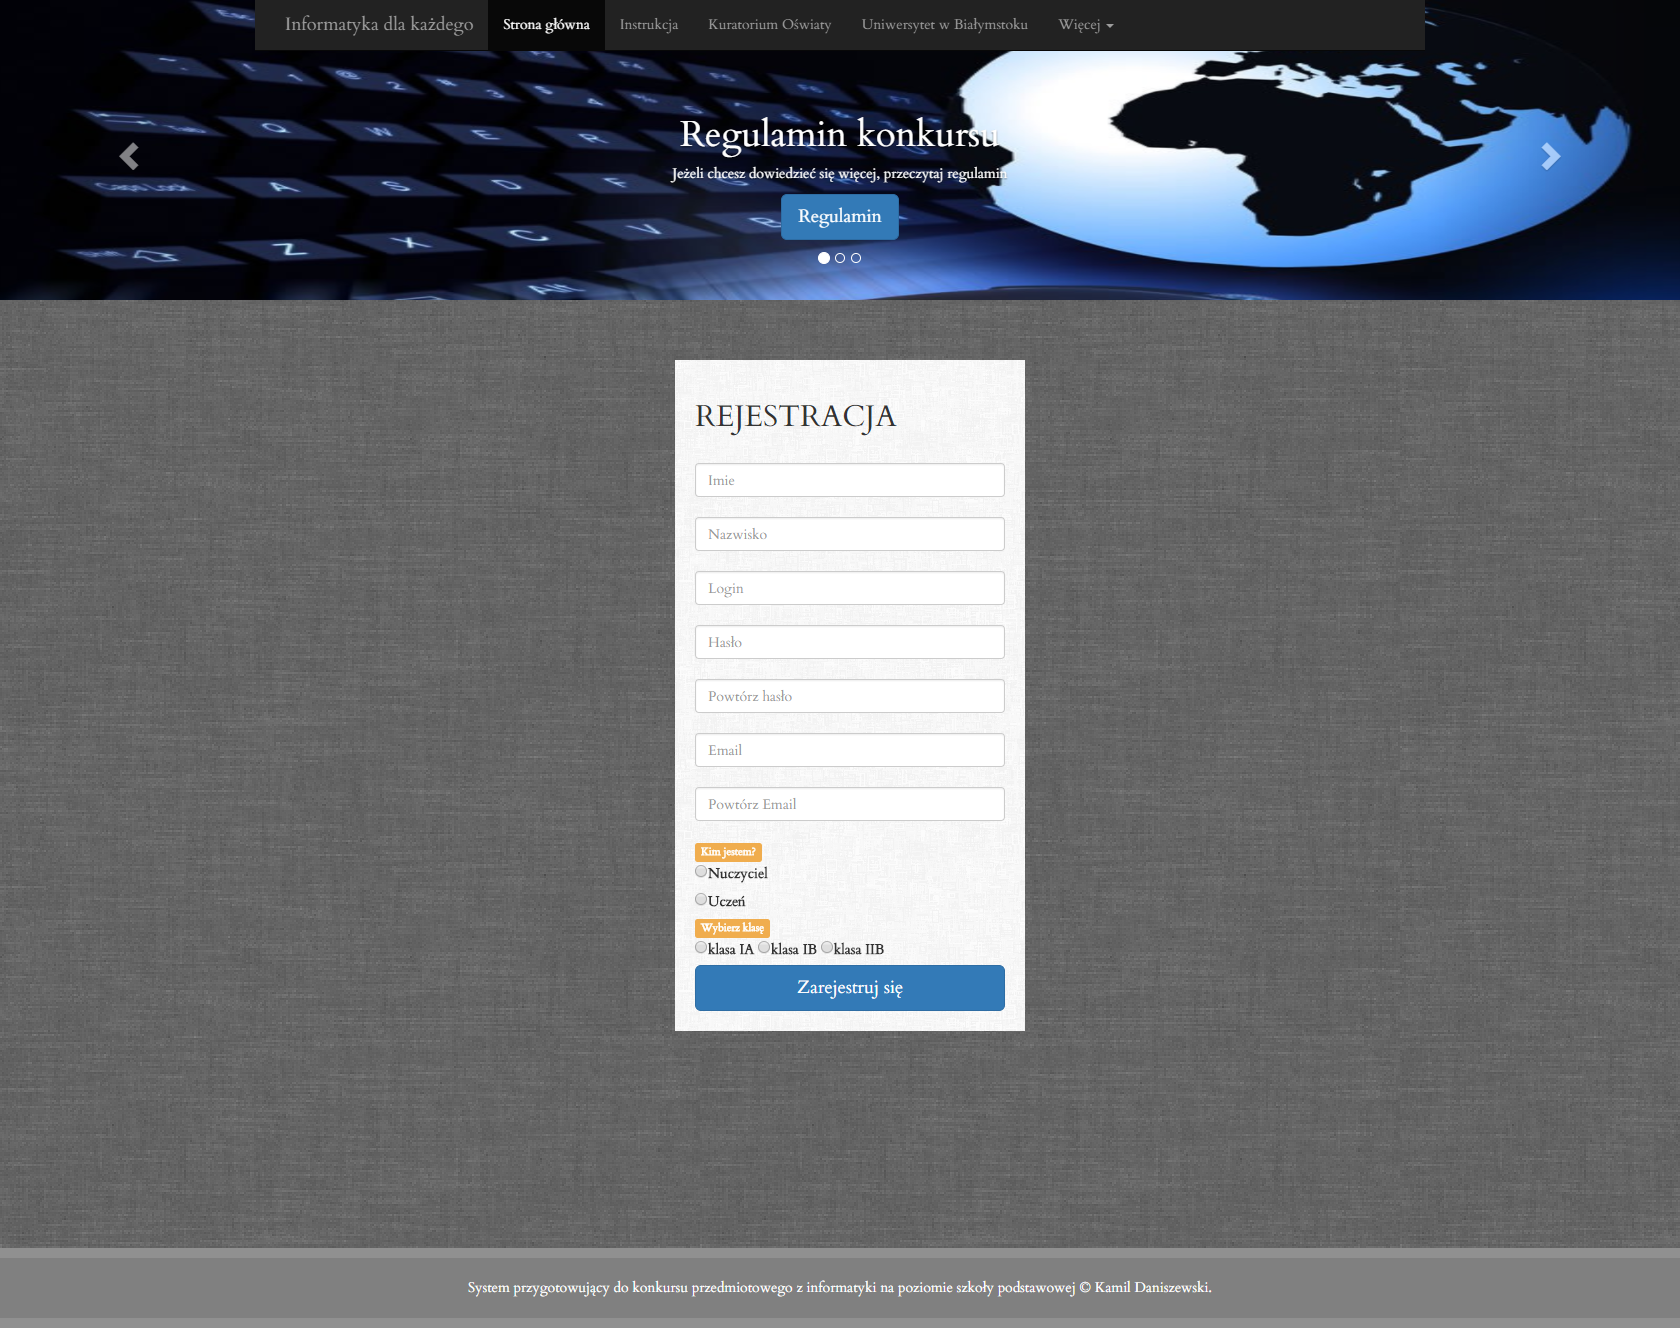 Informatyka dla każdego Strona główna Instrukcja Kuratorium Oświaty Uniwersytet w Białymstoku Więcej
Regulamin konkursu
Jeżeli chcesz dowiedzieć się więcej, przeczytaj regulamin
Regulamin
Caps Lock
Q W E R
A S D F
Z X C V B
Alt
REJESTRACJA
Imie
Nazwisko
Login
Hasło
Powtórz hasło
Email
Powtórz Email
Kim jestem?
Nuczyciel
Uczeń
Wybierz klasę
klasa IA klasa IB klasa IIB
Zarejestruj się
System przygotowujący do konkursu przedmiotowego z informatyki na poziomie szkoły podstawowej © Kamil Daniszewski.